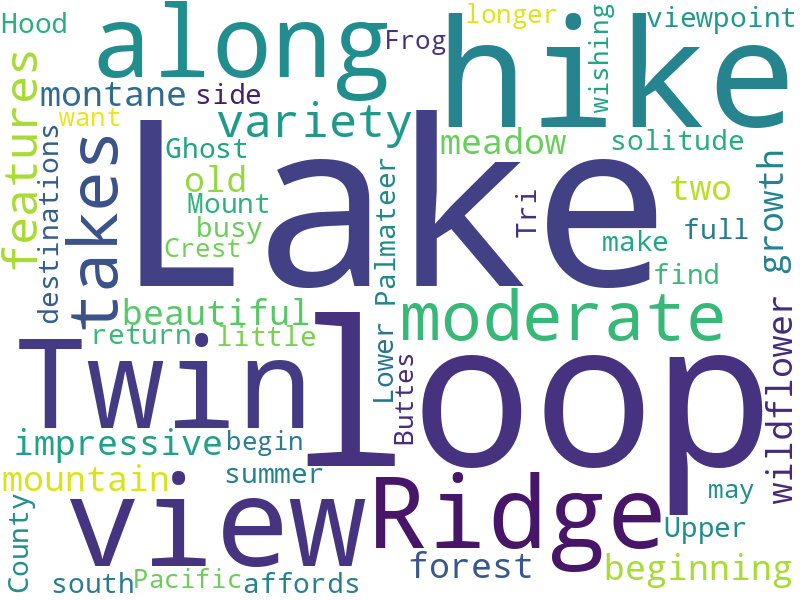 Hood
along
Frog
longer
viewpoint
hike
wishing
features
montane
side
want
variety
meadow
solitude
destinations
takes
Ghost
Lake
old
Mount
busy
Crest
Lower
Palmateer
Tri
two
full
growth
make
find
beautiful
return
little
moderate
Twin
loop
Buttes
wildflower
impressive
begin
mountain
summer
view
Ridge
may
County
Upper
south
Pacific
affords
forest
beginning